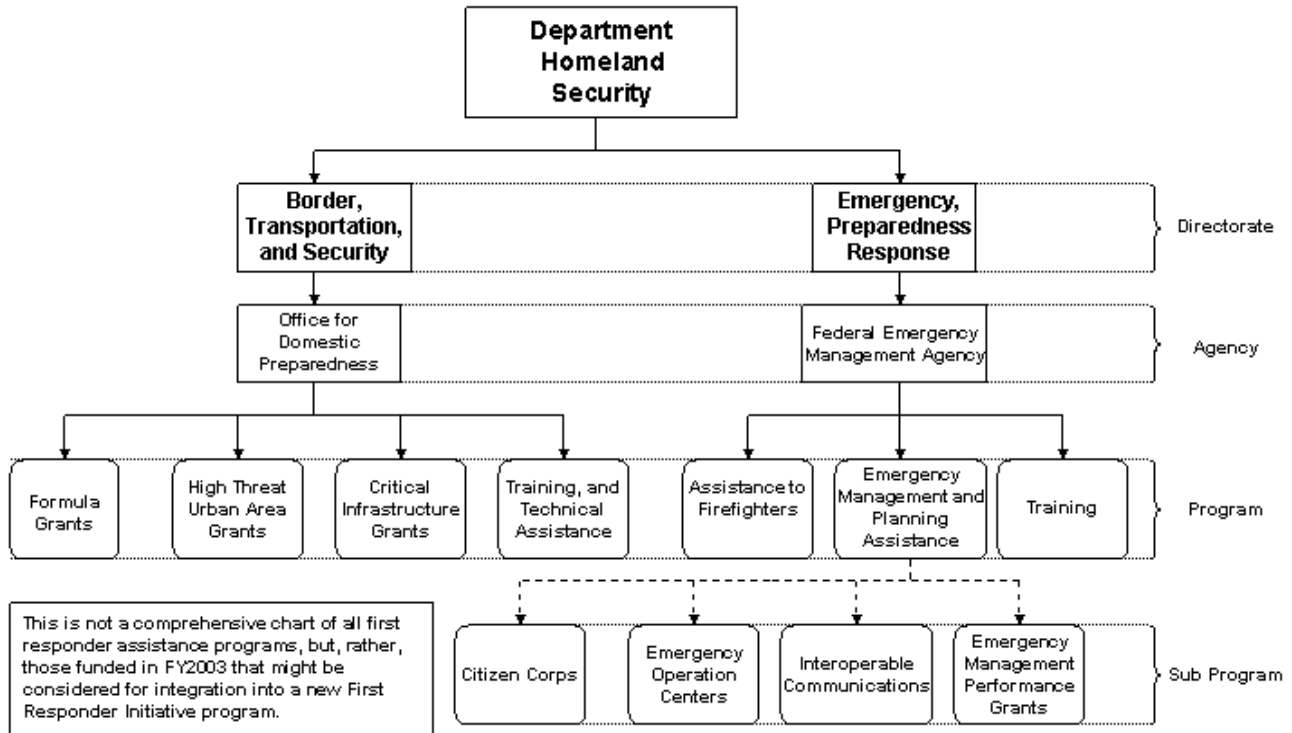 Department
Homeland
Security
Border,
Transportation,
and Security
Emergency,
Preparedness
Response
Directorate
Office for
Domestic
Preparedness
Federal Emergency
Management Agency
Agency
Formula
Grants
High Threat
Urban Area
Grants
Critical
Infrastructure
Grants
Training, and
Technical
Assistance
Assistance to
Firefighters
Emergency
Management and
Planning
Assistance
Training
Program
This is not a comprehensive chart of all first
responder assistance programs, but, rather,
those funded in FY2003 that might be
considered for integration into a new First
Responder Initiative program.
Citizen Corps
Emergency
Operation
Centers
Interoperable
Communications
Emergency
Management
Performance
Grants
Sub Program